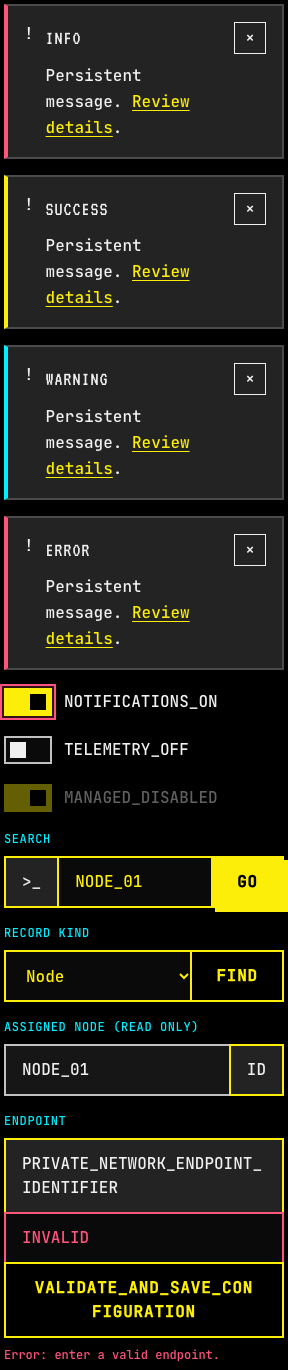 ! INFO ×
Persistent
message. Review
details.
! SUCCESS ×
Persistent
message. Review
details.
! WARNING ×
Persistent
message. Review
details.
! ERROR ×
Persistent
message. Review
details.
NOTIFICATIONS_ON
TELEMETRY_OFF
MANAGED_DISABLED
SEARCH
>_ NODE_01 GO
RECORD KIND
Node FIND
ASSIGNED NODE (READ ONLY)
NODE_01 ID
ENDPOINT
PRIVATE_NETWORK_ENDPOINT_
IDENTIFIER
INVALID
VALIDATE_AND_SAVE_CON
FIGURATION
Error: enter a valid endpoint.